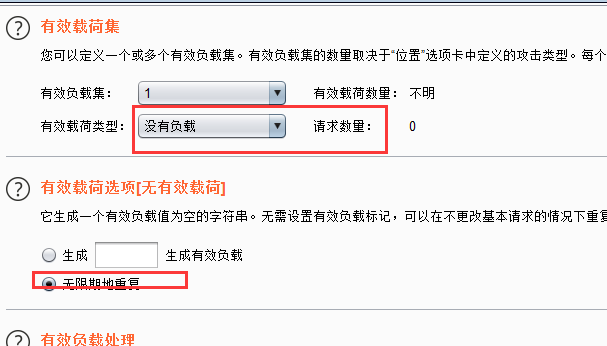 有效载荷集
您可以定义一个或多个有效负载集。有效负载集的数量取决于“位置”选项卡中定义的攻击类型。每个
有效负载集： 1 有效载荷数量： 不明
有效载荷类型： 没有负载 请求数量： 0
有效载荷选项[无有效载荷]
它生成一个有效负载值为空的字符串。无需设置有效负载标记，可以在不更改基本请求的情况下重复
生成 生成有效负载
无限期地重复
有效负载处理